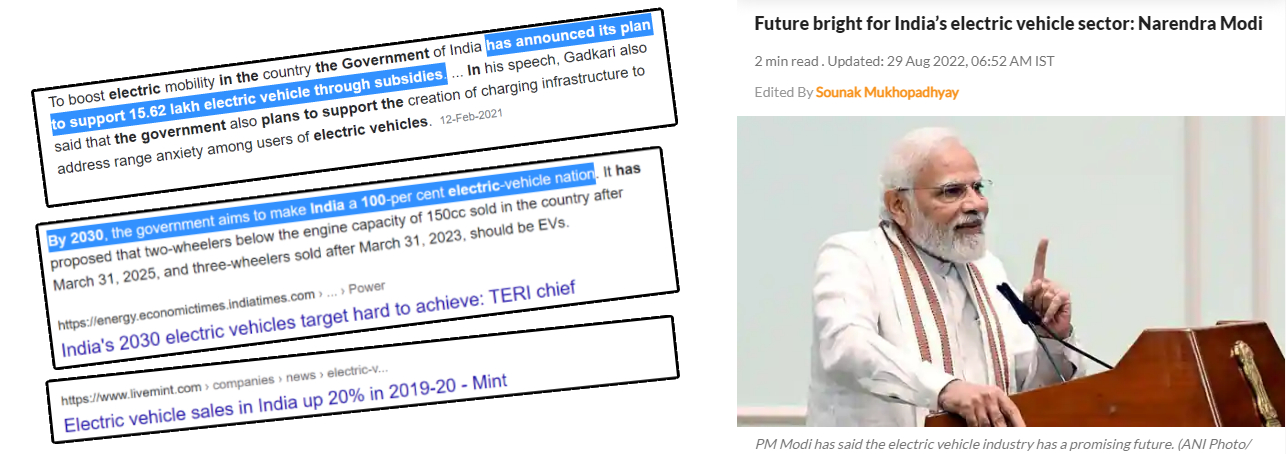 To boost electric mobility in the country the Government of India has announced its plan
to support 15.62 lakh electric vehicle through subsidies. ... In his speech, Gadkari also
said that the government also plans to support the creation of charging infrastructure to
address range anxiety among users of electric vehicles. 12-Feb-2021
By 2030, the government aims to make India a 100-per cent electric-vehicle nation. It has
proposed that two-wheelers below the engine capacity of 150cc sold in the country after
March 31, 2025, and three-wheelers sold after March 31, 2023, should be EVs.
https://energy.economictimes.indiatimes.com › ... › Power
India's 2030 electric vehicles target hard to achieve: TERI chief
https://www.livemint.com › companies › news › electric-v...
Electric vehicle sales in India up 20% in 2019-20 - Mint
Future bright for India’s electric vehicle sector: Narendra Modi
2 min read . Updated: 29 Aug 2022, 06:52 AM IST
Edited By Sounak Mukhopadhyay
PM Modi has said the electric vehicle industry has a promising future. (ANI Photo/